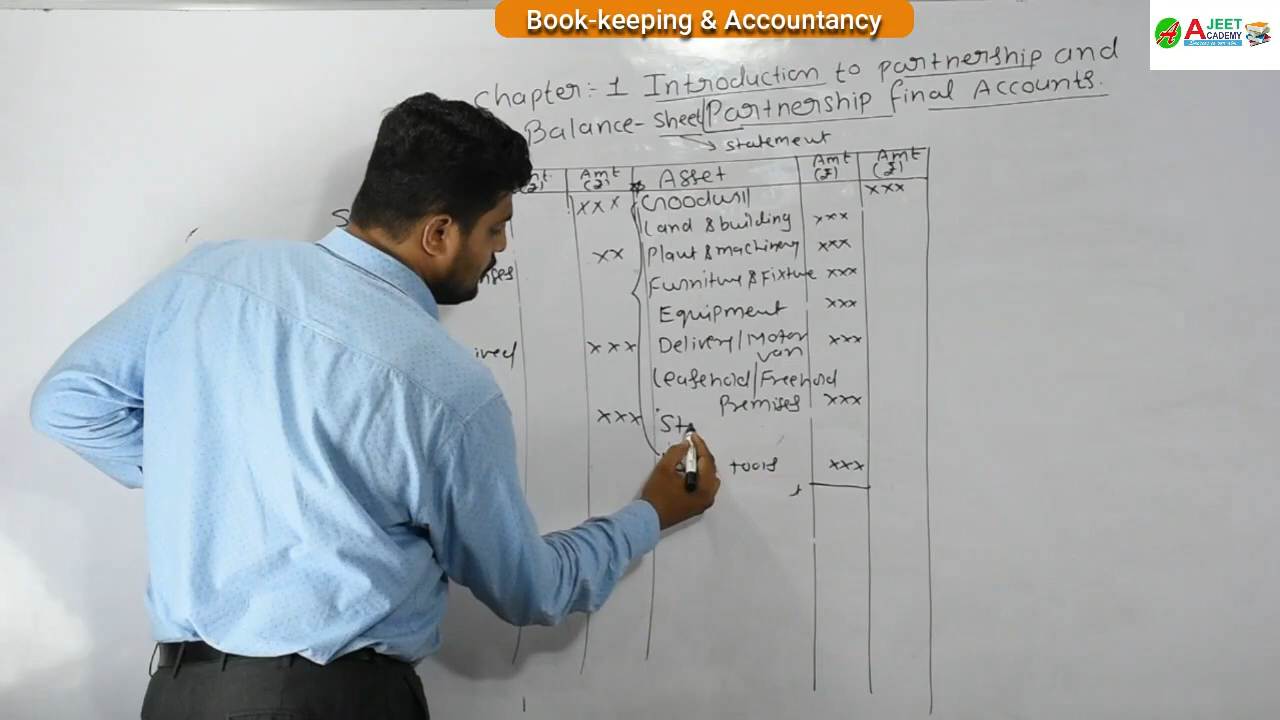 Book-keeping & Accountancy
AJEET
ACADEMY
Chapter:- 1 Introduction to partnership and
Balance- Sheet/Partnership final Accounts.
→ statement
Amt (₹) Asset Amt (₹) Amt (₹)
xxx Goodwill xxx
Land & building xxx
xx Plant & machinery xxx
Furniture & Fixture xxx
Equipment xxx
xxx Delivery/Motor van xxx
Leasehold/Freehold
Premises xxx
xxx St
tools xxx